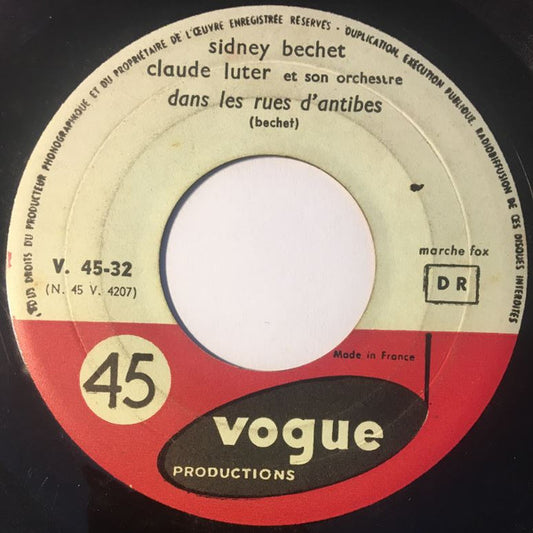 TOUS DROITS DU PRODUCTEUR PHONOGRAPHIQUE ET DU PROPRIÉTAIRE DE L'ŒUVRE ENREGISTRÉE RÉSERVÉS - DUPLICATION, EXÉCUTION PUBLIQUE, RADIODIFFUSION DE CES DISQUES INTERDITES
sidney bechet
claude luter et son orchestre
dans les rues d'antibes
(bechet)
V. 45-32
(N. 45 V. 4207)
marche fox
DR
Made in France
45
vogue
PRODUCTIONS